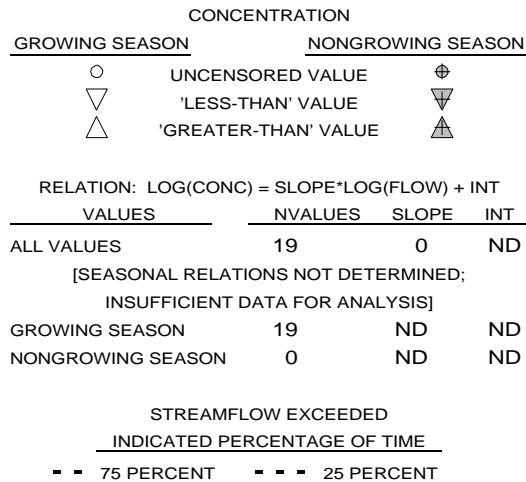 CONCENTRATION
GROWING SEASON NONGROWING SEASON
UNCENSORED VALUE
'LESS-THAN' VALUE
'GREATER-THAN' VALUE
RELATION: LOG(CONC) = SLOPE*LOG(FLOW) + INT
VALUES NVALUES SLOPE INT
ALL VALUES 19 0 ND
[SEASONAL RELATIONS NOT DETERMINED;
INSUFFICIENT DATA FOR ANALYSIS]
GROWING SEASON 19 ND ND
NONGROWING SEASON 0 ND ND
STREAMFLOW EXCEEDED
INDICATED PERCENTAGE OF TIME
75 PERCENT 25 PERCENT